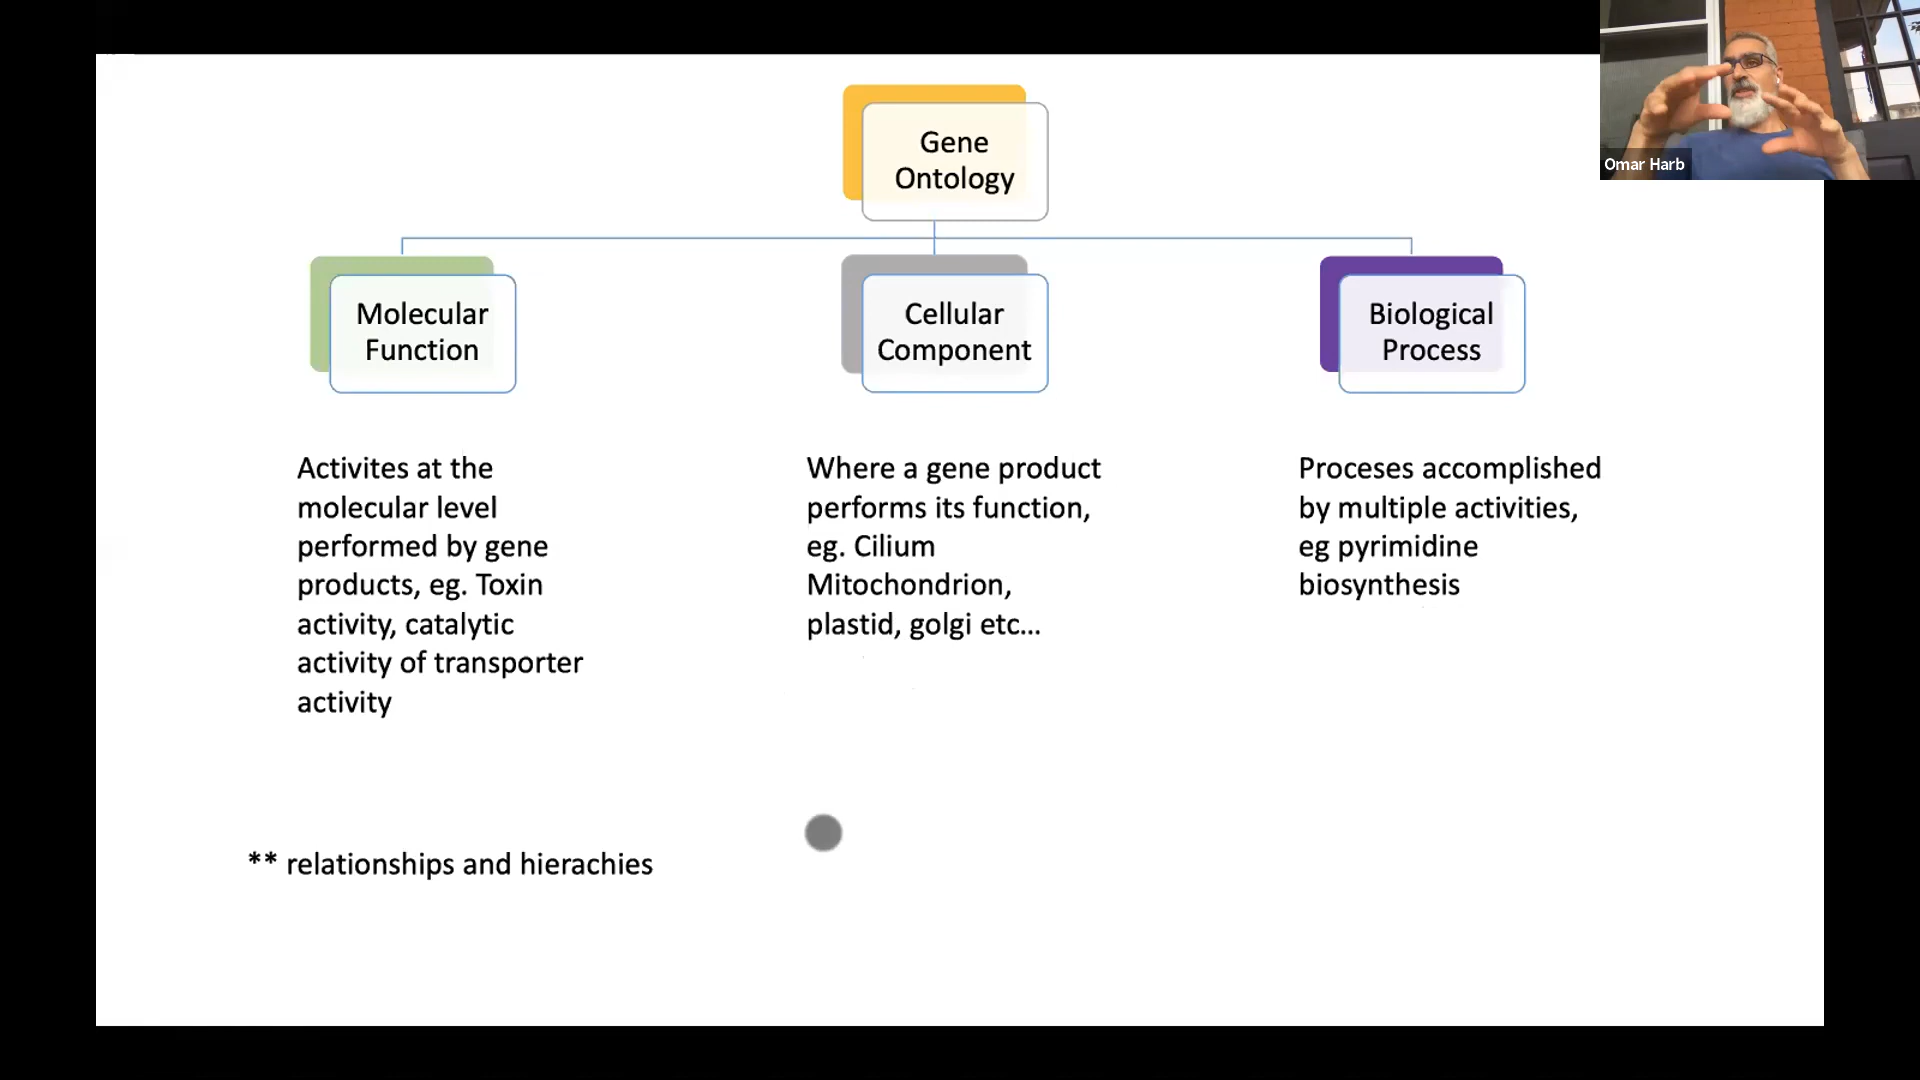 Gene
Ontology
Molecular
Function
Cellular
Component
Biological
Process
Activites at the
molecular level
performed by gene
products, eg. Toxin
activity, catalytic
activity of transporter
activity
Where a gene product
performs its function,
eg. Cilium
Mitochondrion,
plastid, golgi etc...
Proceses accomplished
by multiple activities,
eg pyrimidine
biosynthesis
** relationships and hierachies
Omar Harb